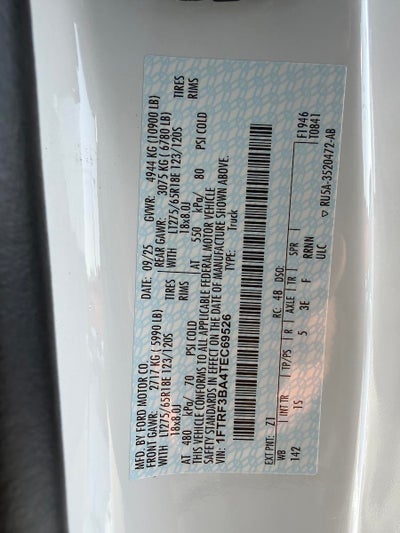 MFD. BY FORD MOTOR CO.
DATE: 09/25 GVWR: 4944 KG (10900 LB)
FRONT GAWR: 2717 KG (5990 LB) REAR GAWR: 3075 KG (6780 LB)
WITH LT275/65R18E 123/120S TIRES WITH LT275/65R18E 123/120S TIRES
18x8.0J RIMS 18x8.0J RIMS
AT 480 kPa/ 70 PSI COLD AT 550 kPa/ 80 PSI COLD
THIS VEHICLE CONFORMS TO ALL APPLICABLE FEDERAL MOTOR VEHICLE
SAFETY STANDARDS IN EFFECT ON THE DATE OF MANUFACTURE SHOWN ABOVE.
VIN: 1FTRF3BA4TEC69526 TYPE: Truck
F1946
T0B41
EXT PNT: Z1 RC: 48 DSO:
WB INT TR TP/PS R AXLE TR SPR
142 1S 5 3E F RRNN
ULC
▽ RU5A-3520472-AB